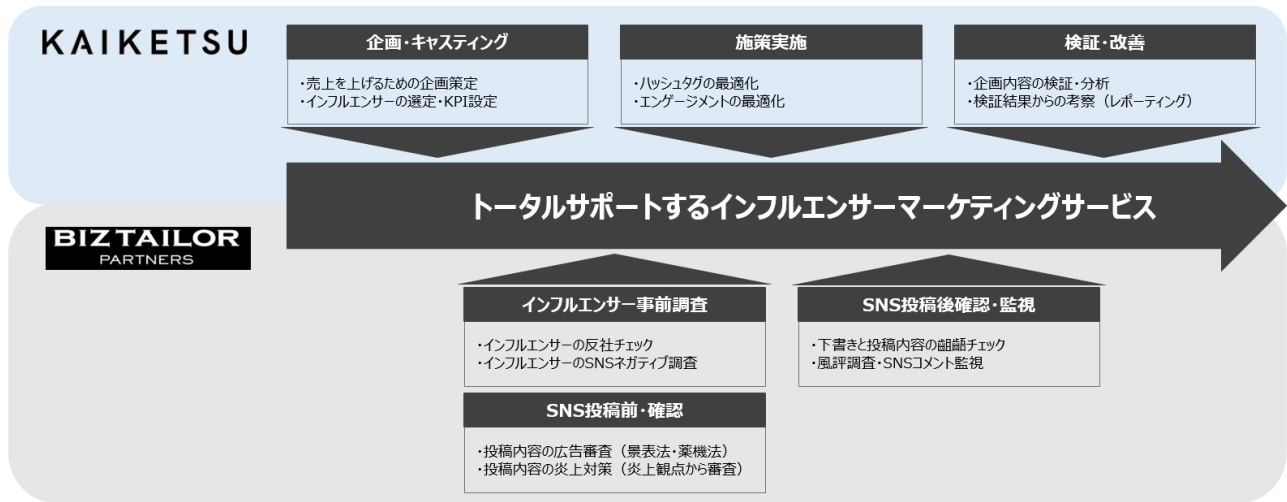 KAIKETSU
企画・キャスティング
・売上を上げるための企画策定
・インフルエンサーの選定・KPI設定
施策実施
・ハッシュタグの最適化
・エンゲージメントの最適化
検証・改善
・企画内容の検証・分析
・検証結果からの考察（レポーティング）
トータルサポートするインフルエンサーマーケティングサービス
BIZTAILOR
PARTNERS
インフルエンサー事前調査
・インフルエンサーの反社チェック
・インフルエンサーのSNSネガティブ調査
SNS投稿前・確認
・投稿内容の広告審査（景表法・薬機法）
・投稿内容の炎上対策（炎上観点から審査）
SNS投稿後確認・監視
・下書きと投稿内容の齟齬チェック
・風評調査・SNSコメント監視